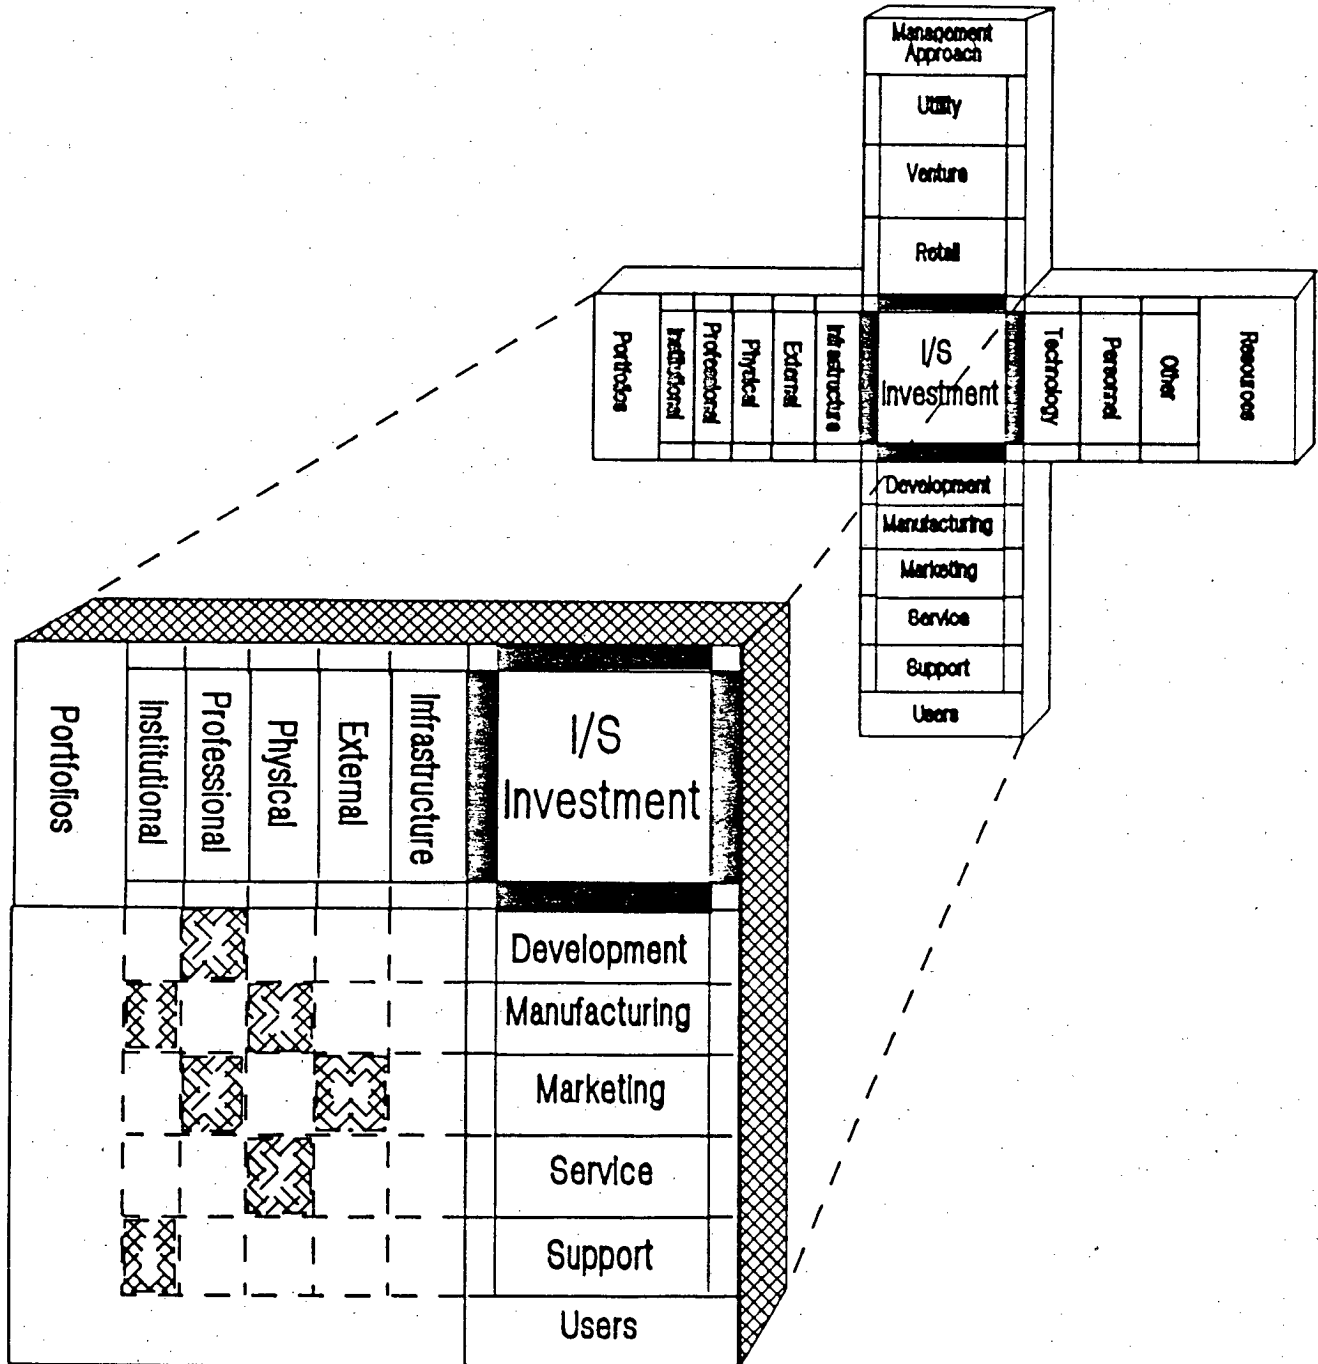 Management
Approach
Utility
Venture
Retail
Portfolios
Institutional
Professional
Physical
External
Infrastructure
I/S
Investment
Technology
Personnel
Other
Resources
Development
Manufacturing
Marketing
Service
Support
Users
Portfolios
Institutional
Professional
Physical
External
Infrastructure
I/S
Investment
Development
Manufacturing
Marketing
Service
Support
Users